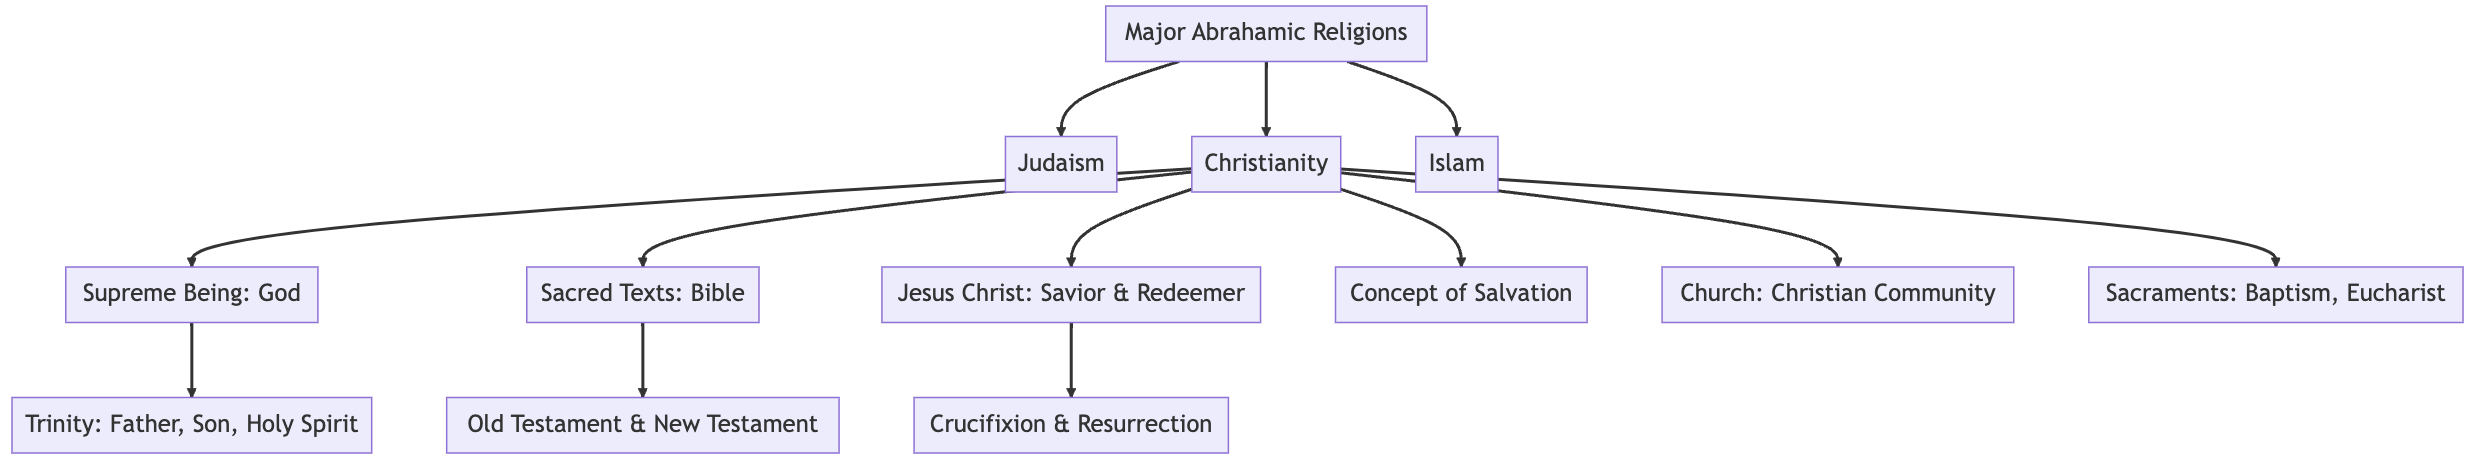 Major Abrahamic Religions
Judaism
Christianity
Islam
Supreme Being: God
Sacred Texts: Bible
Jesus Christ: Savior & Redeemer
Concept of Salvation
Church: Christian Community
Sacraments: Baptism, Eucharist
Trinity: Father, Son, Holy Spirit
Old Testament & New Testament
Crucifixion & Resurrection